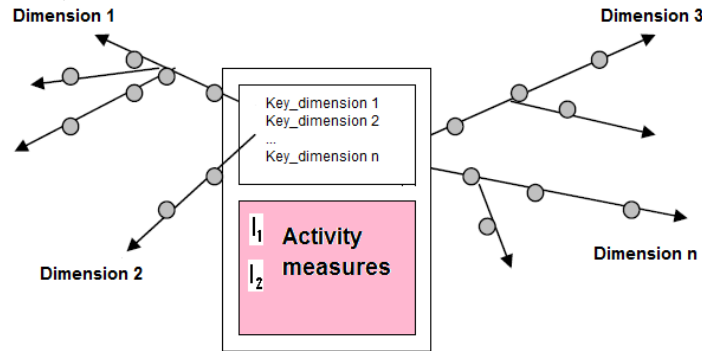 Dimension 1
Dimension 3
Key_dimension 1
Key_dimension 2
...
Key_dimension n
I1 Activity
I2 measures
Dimension 2
Dimension n